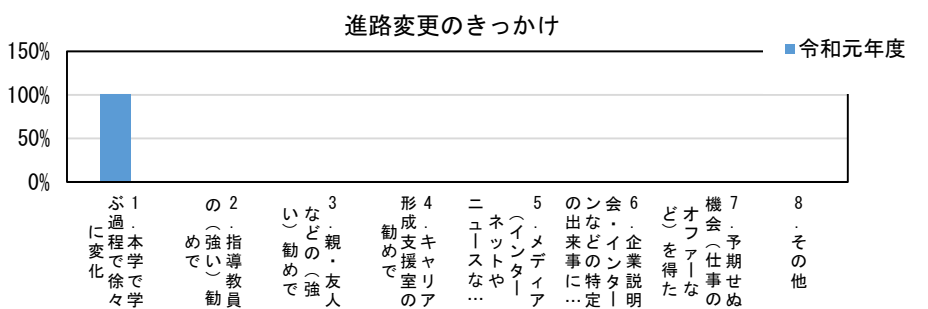 進路変更のきっかけ
令和元年度
150%
100%
50%
0%
1．本学で学
ぶ過程で徐々
に変化
2．指導教員
の（強い）勧
めで
3．親・友人
などの（強
い）勧めで
4．キャリア
形成支援室の
勧めで
5．メディア
（インター
ネットや
ニュースな…
6．企業説明
会・インター
ンなどの特定
の出来事に…
7．予期せぬ
機会（仕事の
オファーな
ど）を得た
8．その他